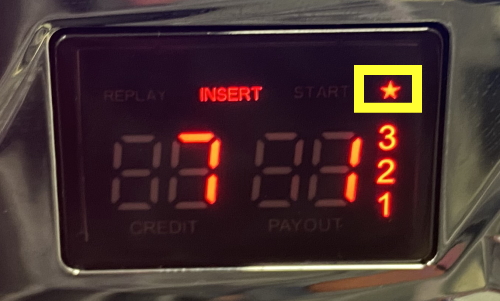 REPLAY INSERT START ★
3
7 1 2
1
CREDIT PAYOUT